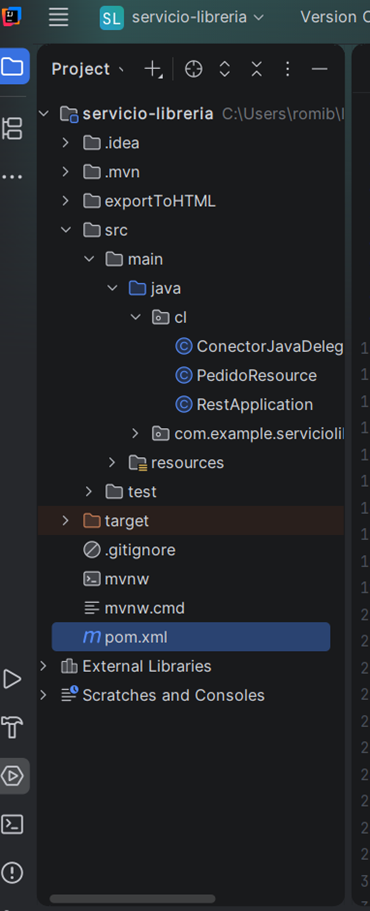 SL servicio-libreria Version C
Project
servicio-libreria C:\Users\romib\
.idea
.mvn
exportToHTML
src
main
java
cl
ConectorJavaDeleg
PedidoResource
RestApplication
com.example.serviciolil
resources
test
target
.gitignore
mvnw
mvnw.cmd
pom.xml
External Libraries
Scratches and Consoles